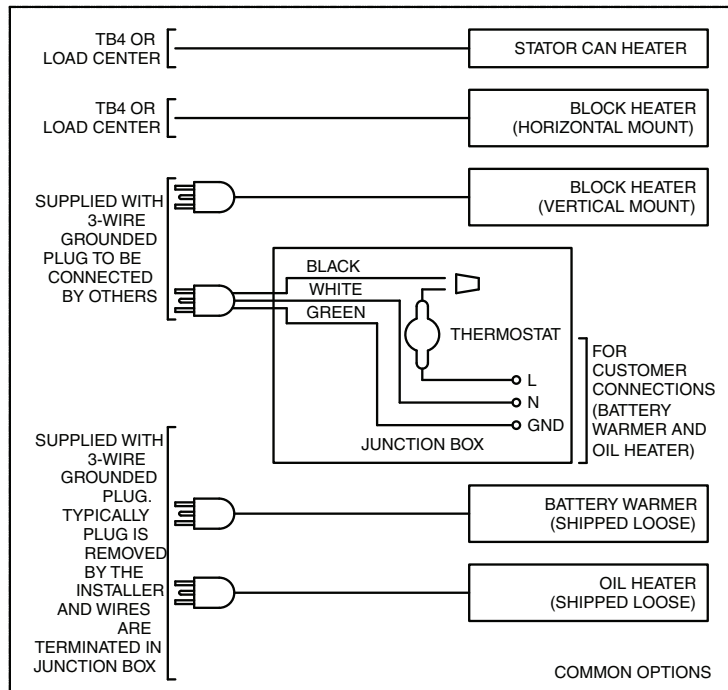 TB4 OR
LOAD CENTER
STATOR CAN HEATER
TB4 OR
LOAD CENTER
BLOCK HEATER
(HORIZONTAL MOUNT)
SUPPLIED WITH
3-WIRE
GROUNDED
PLUG TO BE
CONNECTED
BY OTHERS
BLOCK HEATER
(VERTICAL MOUNT)
BLACK
WHITE
GREEN
THERMOSTAT
L
N
GND
JUNCTION BOX
FOR
CUSTOMER
CONNECTIONS
(BATTERY
WARMER AND
OIL HEATER)
SUPPLIED WITH
3-WIRE
GROUNDED
PLUG.
TYPICALLY
PLUG IS
REMOVED
BY THE
INSTALLER
AND WIRES
ARE
TERMINATED IN
JUNCTION BOX
BATTERY WARMER
(SHIPPED LOOSE)
OIL HEATER
(SHIPPED LOOSE)
COMMON OPTIONS